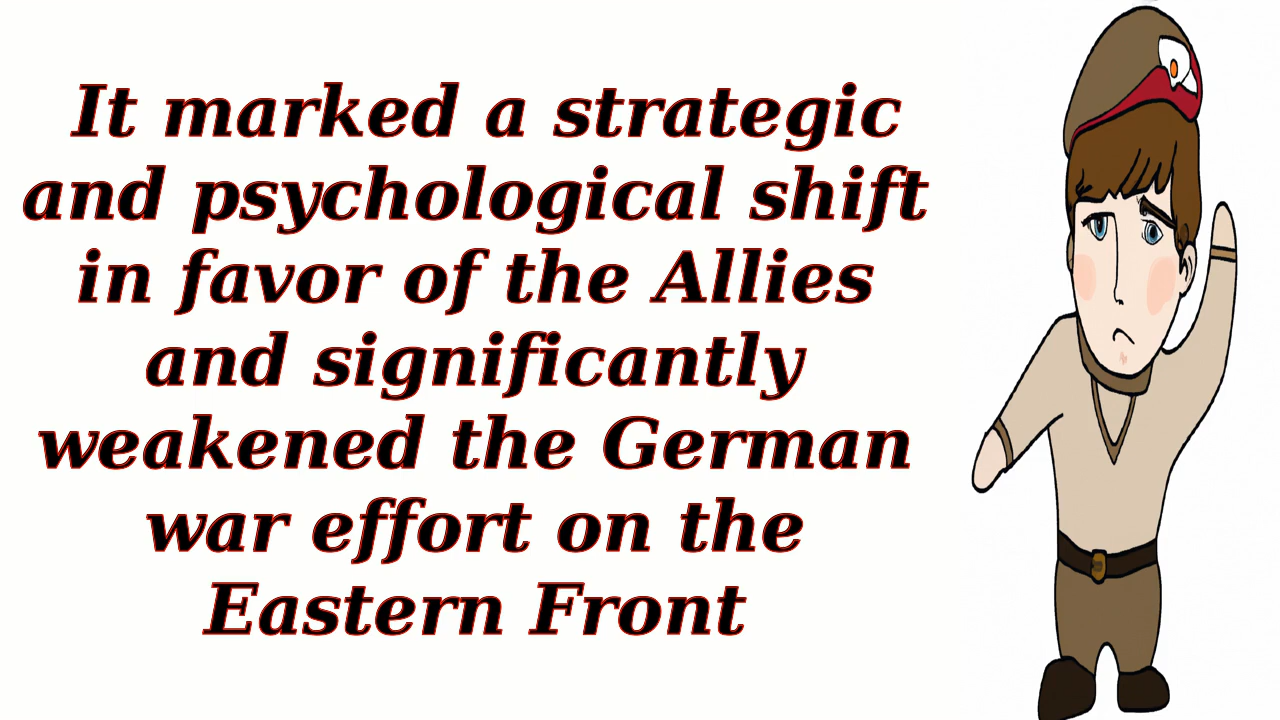 It marked a strategic
and psychological shift
in favor of the Allies
and significantly
weakened the German
war effort on the
Eastern Front